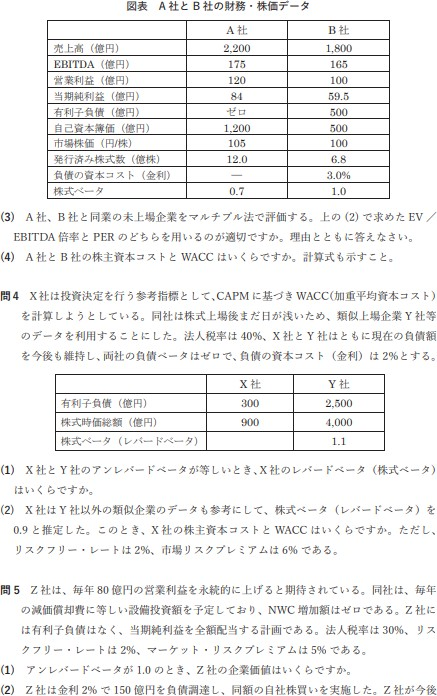 図表 A社とB社の財務・株価データ
A社 B社
売上高（億円） 2,200 1,800
EBITDA（億円） 175 165
営業利益（億円） 120 100
当期純利益（億円） 84 59.5
有利子負債（億円） ゼロ 500
自己資本簿価（億円） 1,200 500
市場株価（円/株） 105 100
発行済み株式数（億株） 12.0 6.8
負債の資本コスト（金利） ― 3.0%
株式ベータ 0.7 1.0
(3) A社、B社と同業の未上場企業をマルチプル法で評価する。上の(2)で求めたEV／
EBITDA倍率とPERのどちらを用いるのが適切ですか。理由とともに答えなさい。
(4) A社とB社の株主資本コストとWACCはいくらですか。計算式も示すこと。
問4 X社は投資決定を行う参考指標として、CAPMに基づきWACC(加重平均資本コスト)
を計算しようとしている。同社は株式上場後まだ日が浅いため、類似上場企業Y社等
のデータを利用することにした。法人税率は40%、X社とY社はともに現在の負債額
を今後も維持し、両社の負債ベータはゼロで、負債の資本コスト（金利）は2%とする。
X社 Y社
有利子負債（億円） 300 2,500
株式時価総額（億円） 900 4,000
株式ベータ（レバードベータ） 1.1
(1) X社とY社のアンレバードベータが等しいとき、X社のレバードベータ（株式ベータ）
はいくらですか。
(2) X社はY社以外の類似企業のデータも参考にして、株式ベータ（レバードベータ）を
0.9と推定した。このとき、X社の株主資本コストとWACCはいくらですか。ただし、
リスクフリー・レートは2%、市場リスクプレミアムは6%である。
問5 Z社は、毎年80億円の営業利益を永続的に上げると期待されている。同社は、毎年
の減価償却費に等しい設備投資額を予定しており、NWC増加額はゼロである。Z社に
は有利子負債はなく、当期純利益を全額配当する計画である。法人税率は30%、リス
クフリー・レートは2%、マーケット・リスクプレミアムは5%である。
(1) アンレバードベータが1.0のとき、Z社の企業価値はいくらですか。
(2) Z社は金利2%で150億円を負債調達し、同額の自社株買いを実施した。Z社が今後